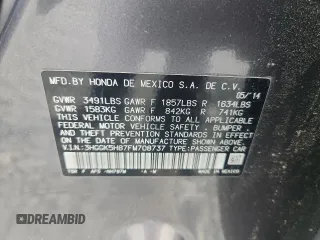 MFD.BY HONDA DE MEXICO S.A. DE C.V.
05/14
GVWR 3491LBS GAWR F 1857LBS R 1634LBS
GVWR 1583KG GAWR F 842KG R 741KG
THIS VEHICLE CONFORMS TO ALL APPLICABLE
FEDERAL MOTOR VEHICLE SAFETY, BUMPER,
AND THEFT PREVENTION STANDARDS IN EFFECT
ON THE DATE OF MANUFACTURE SHOWN ABOVE.
V.I.N.:3HGGK5H87FM708737 TYPE:PASSENGER CAR
MADE IN MEXICO